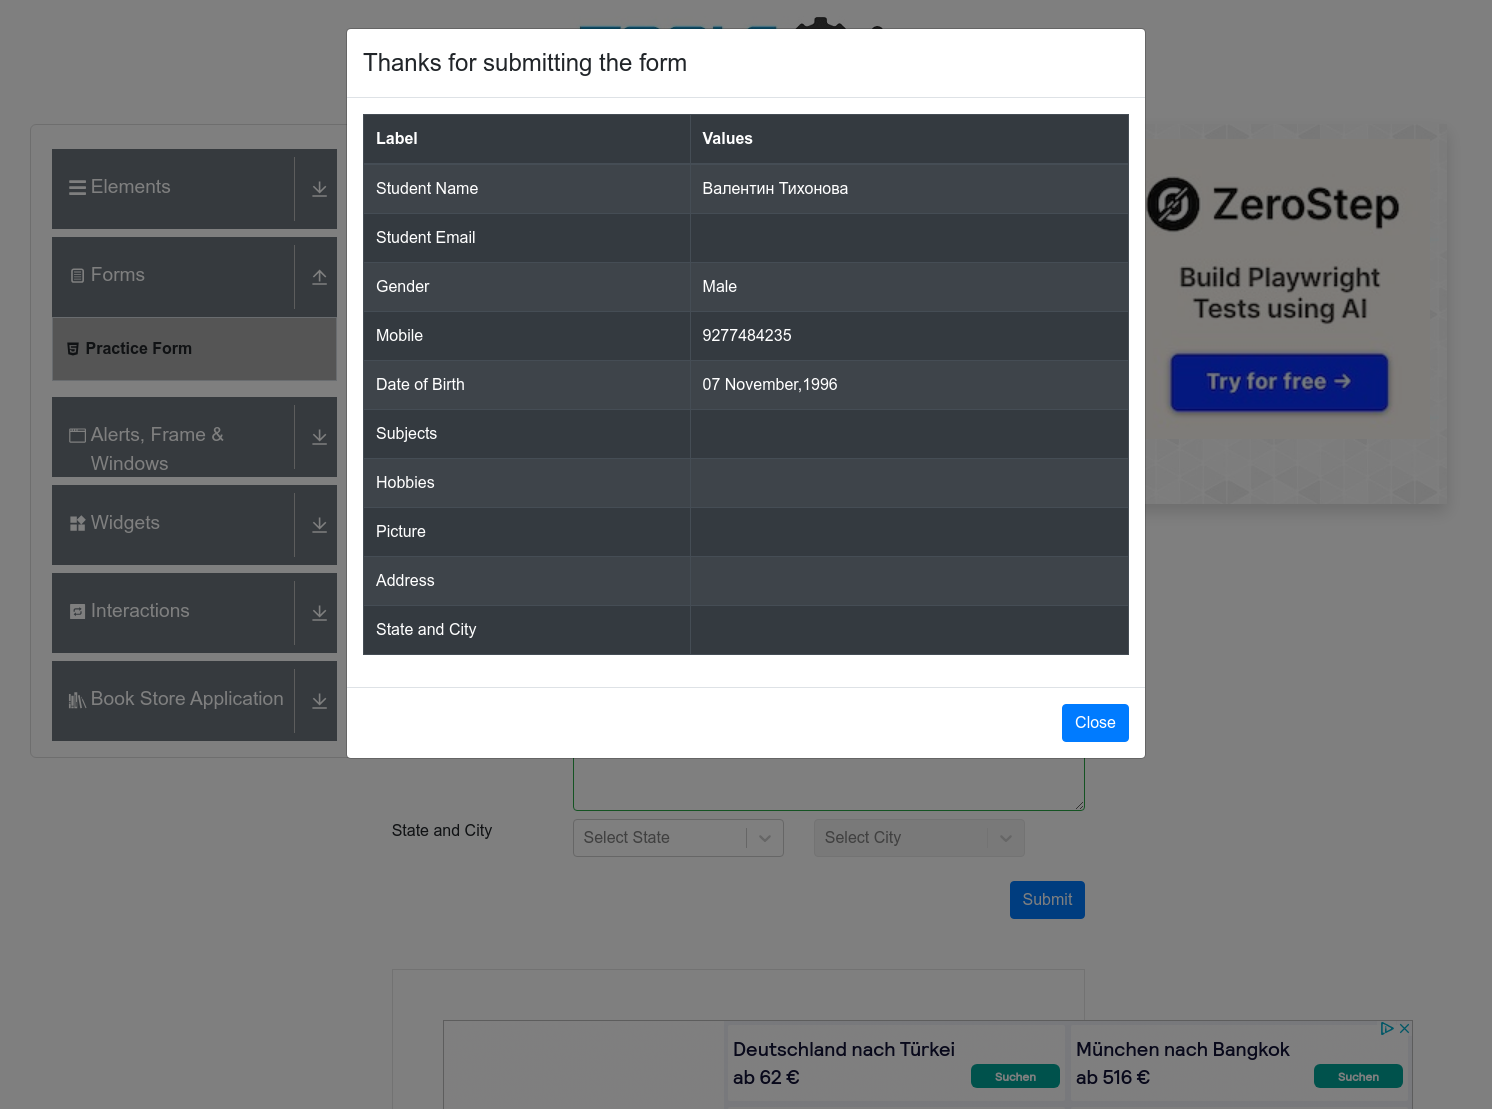 Thanks for submitting the form
Label Values
Student Name Валентин Тихонова
Student Email
Gender Male
Mobile 9277484235
Date of Birth 07 November,1996
Subjects
Hobbies
Picture
Address
State and City
Close
Elements
Forms
Practice Form
Alerts, Frame &
Windows
Widgets
Interactions
Book Store Application
ZeroStep
Build Playwright
Tests using AI
Try for free →
State and City Select State Select City
Submit
Deutschland nach Türkei
ab 62 € Suchen
München nach Bangkok
ab 516 € Suchen